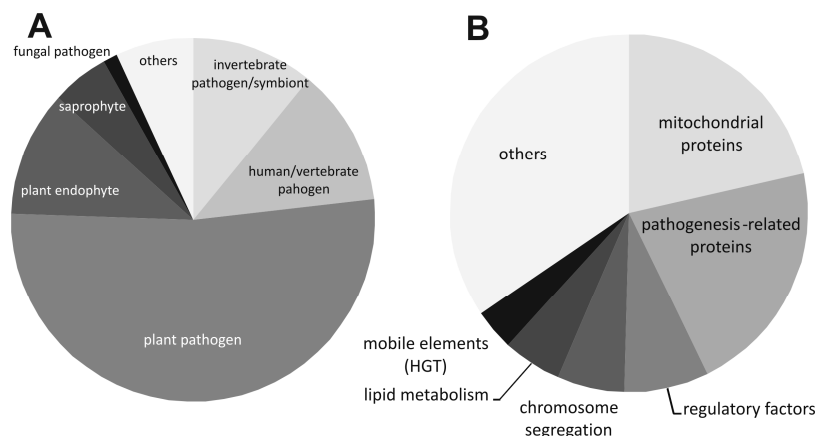 A
fungal pathogen
others
invertebrate
pathogen/symbiont
saprophyte
human/vertebrate
pahogen
plant endophyte
plant pathogen
B
others
mitochondrial
proteins
pathogenesis-related
proteins
mobile elements
(HGT)
lipid metabolism
chromosome
segregation
regulatory factors